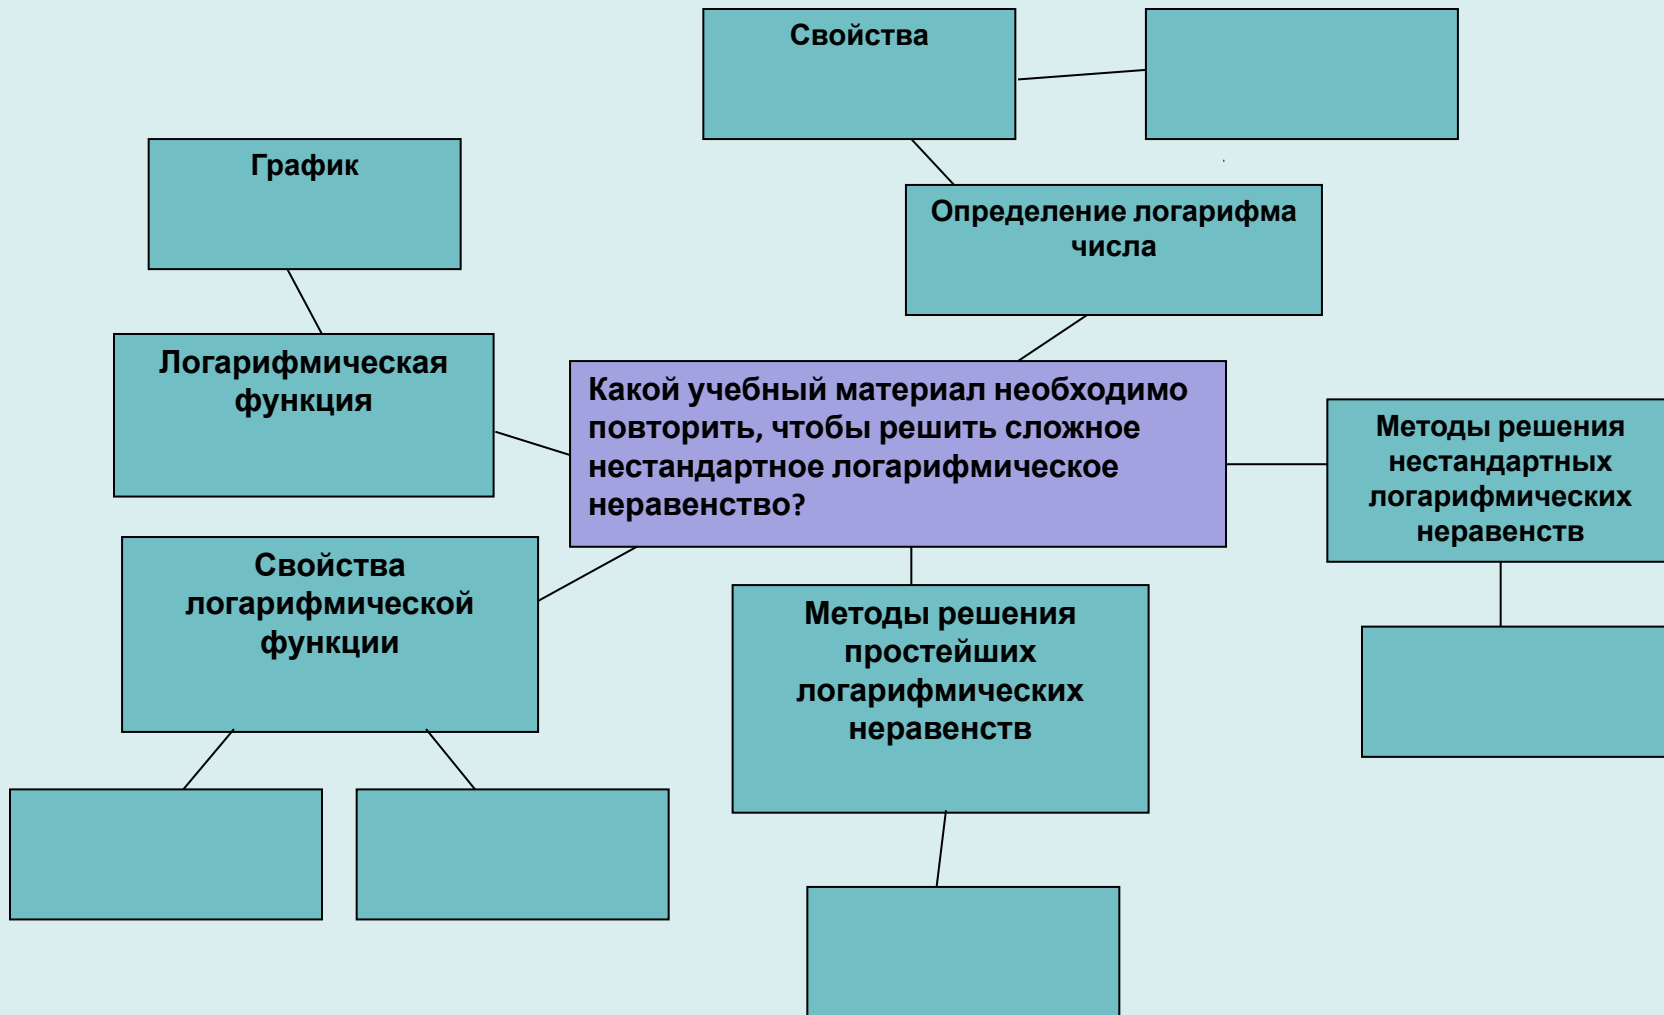 Свойства
График
Определение логарифма
числа
Логарифмическая
функция
Какой учебный материал необходимо
повторить, чтобы решить сложное
нестандартное логарифмическое
неравенство?
Методы решения
нестандартных
логарифмических
неравенств
Свойства
логарифмической
функции
Методы решения
простейших
логарифмических
неравенств